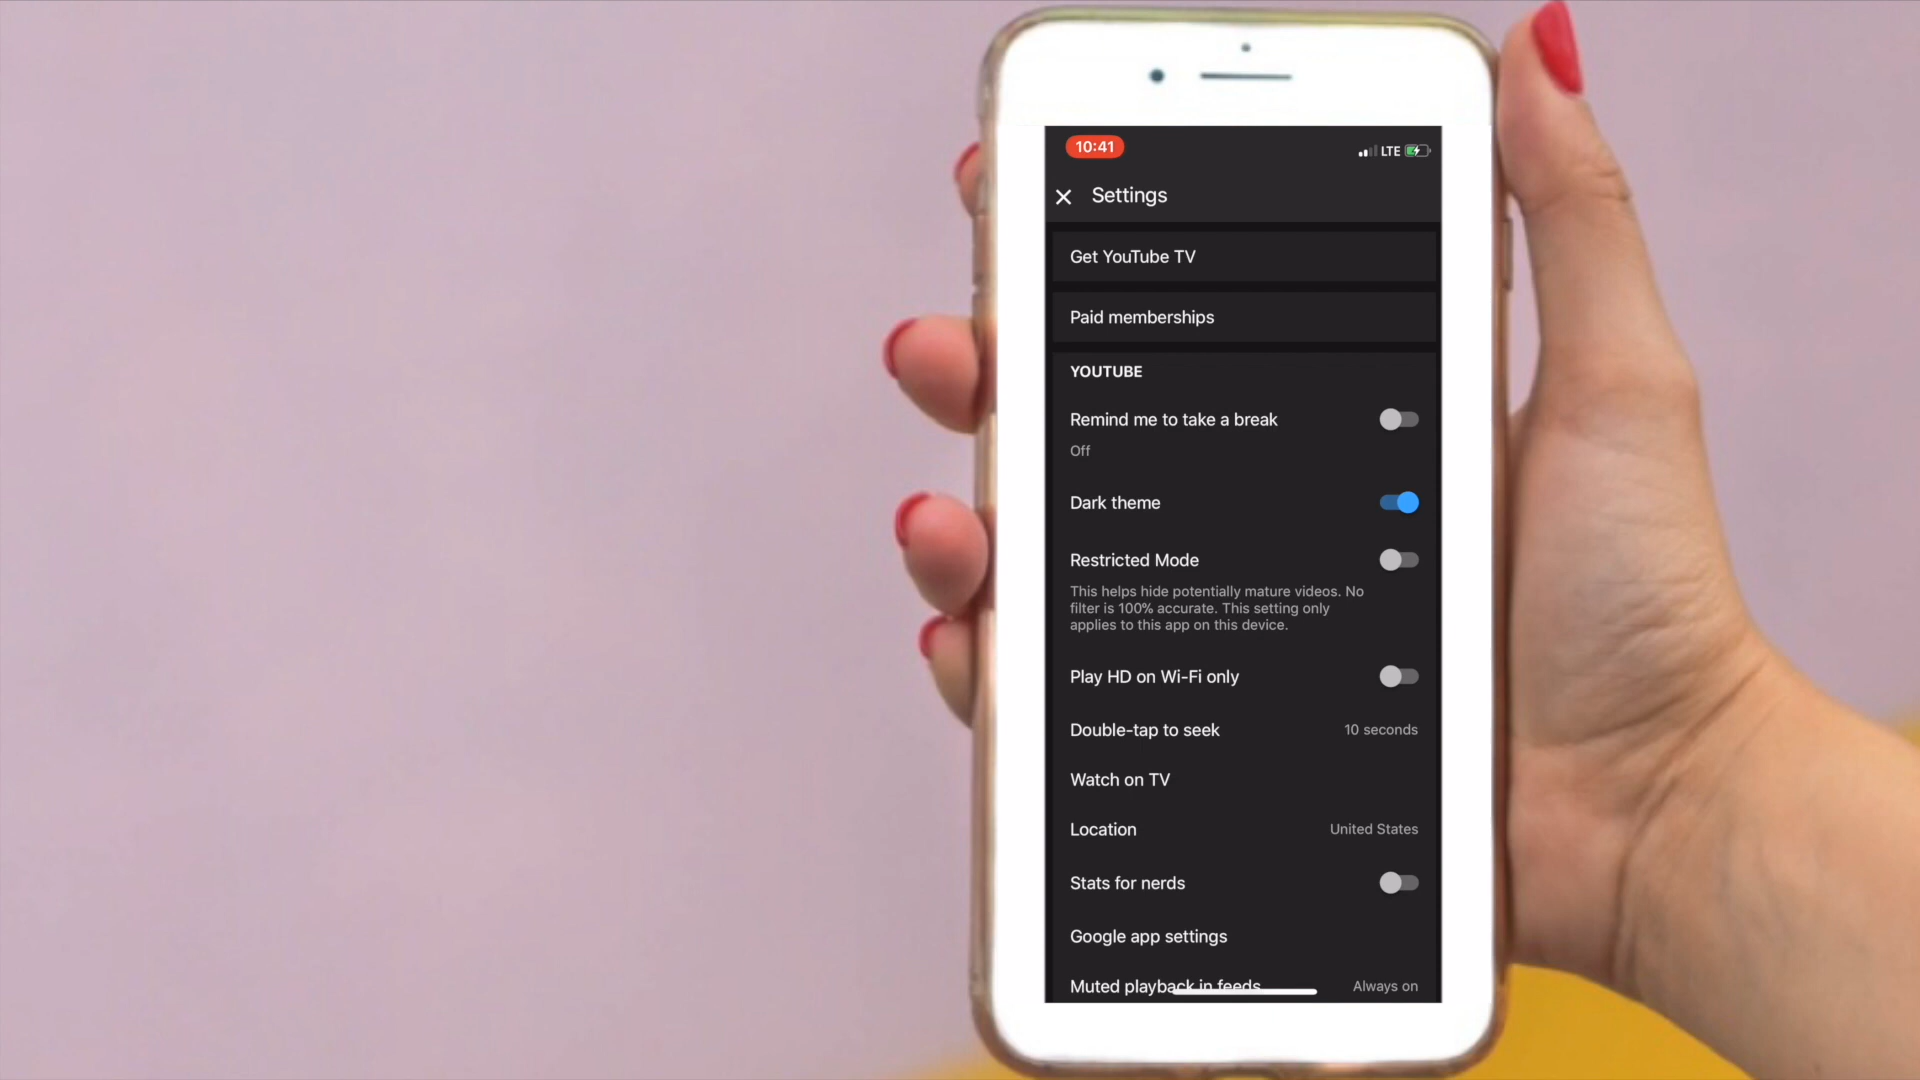 10:41
LTE
Settings
Get YouTube TV
Paid memberships
YOUTUBE
Remind me to take a break
Off
Dark theme
Restricted Mode
This helps hide potentially mature videos. No
filter is 100% accurate. This setting only
applies to this app on this device.
Play HD on Wi-Fi only
Double-tap to seek 10 seconds
Watch on TV
Location United States
Stats for nerds
Google app settings
Muted playback in feeds Always on